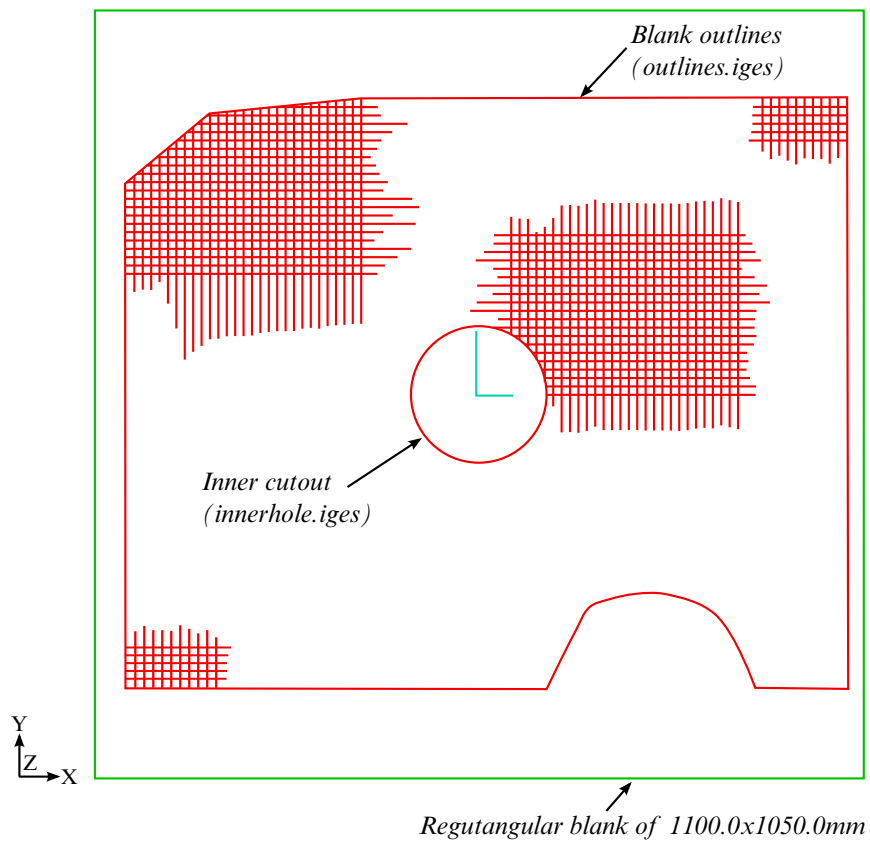 Blank outlines
(outlines.iges)
Inner cutout
(innerhole.iges)
Y
Z
X
Regutangular blank of 1100.0x1050.0mm